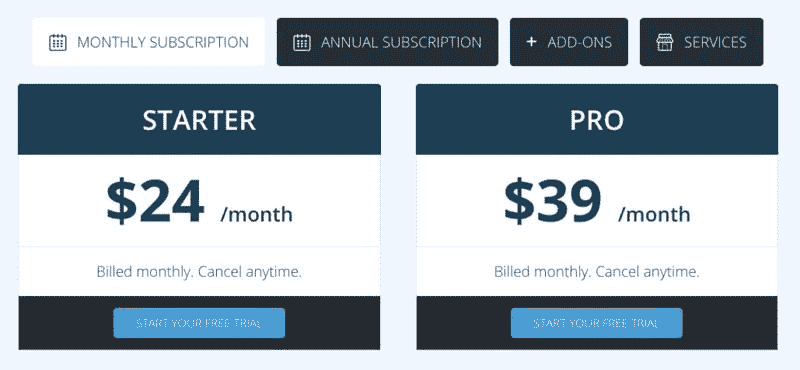 MONTHLY SUBSCRIPTION
ANNUAL SUBSCRIPTION
+ ADD-ONS
SERVICES
STARTER
$24 /month
Billed monthly. Cancel anytime.
START YOUR FREE TRIAL
PRO
$39 /month
Billed monthly. Cancel anytime.
START YOUR FREE TRIAL